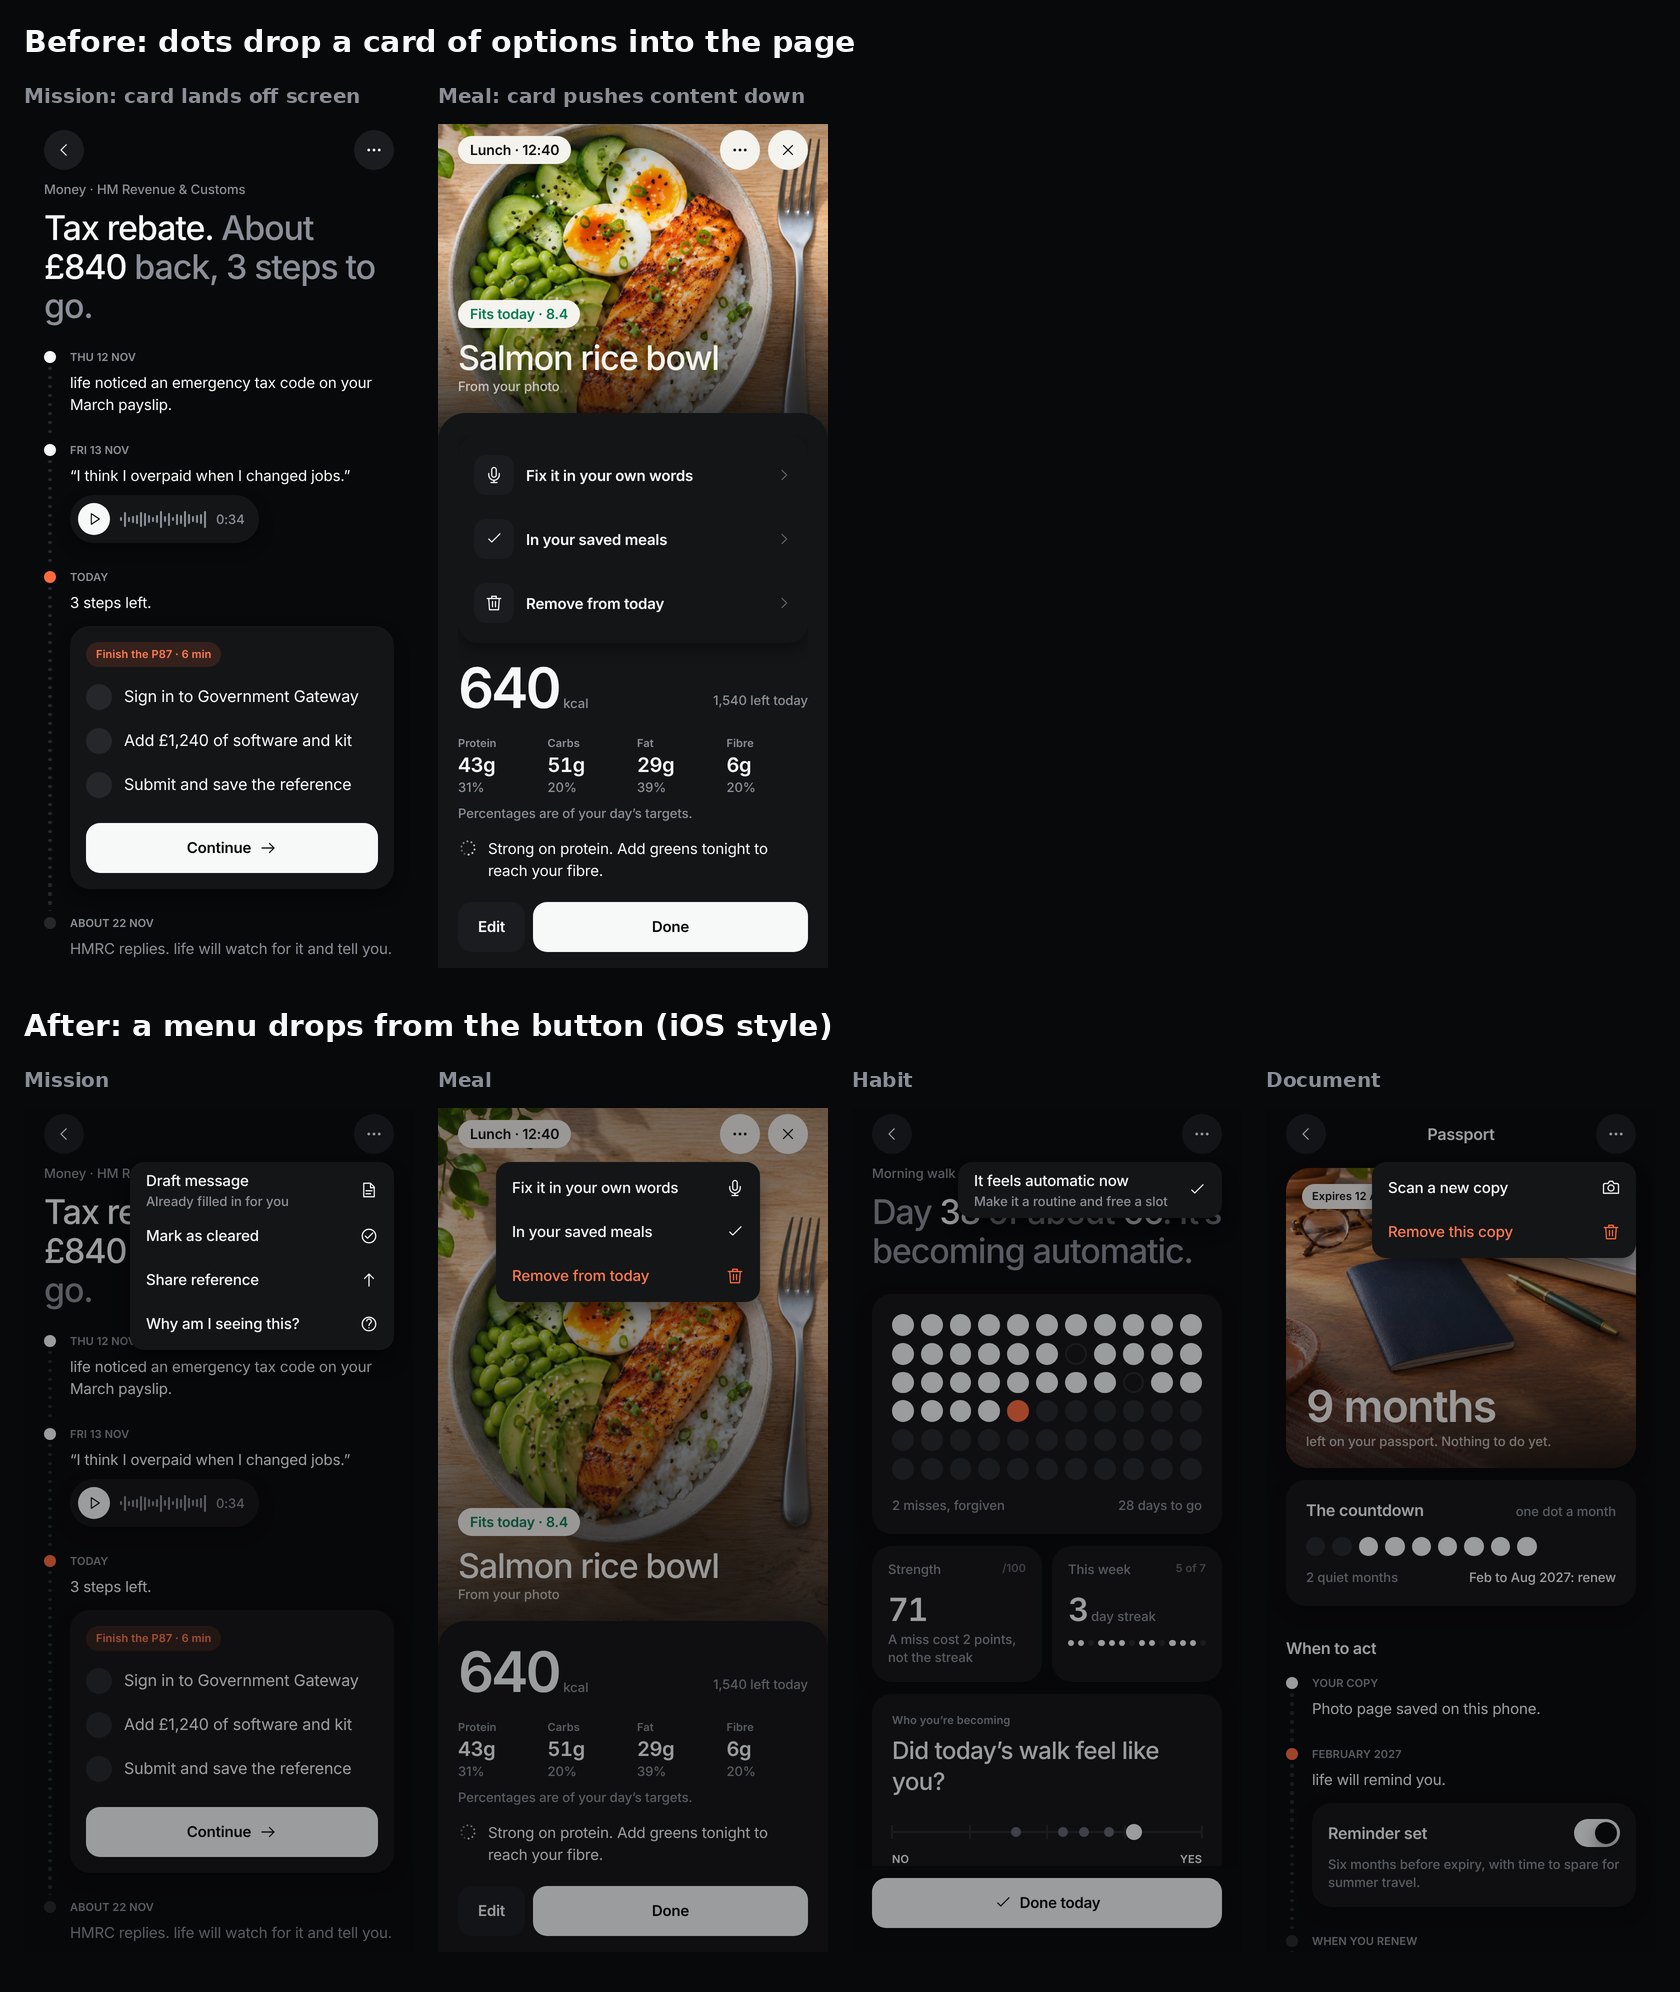 Before: dots drop a card of options into the page
Mission: card lands off screen
Money · HM Revenue & Customs
Tax rebate. About
£840 back, 3 steps to
go.
THU 12 NOV
life noticed an emergency tax code on your
March payslip.
FRI 13 NOV
“I think I overpaid when I changed jobs.”
0:34
TODAY
3 steps left.
Finish the P87 · 6 min
Sign in to Government Gateway
Add £1,240 of software and kit
Submit and save the reference
Continue
ABOUT 22 NOV
HMRC replies. life will watch for it and tell you.
Meal: card pushes content down
Lunch · 12:40
Fits today · 8.4
Salmon rice bowl
From your photo
Fix it in your own words
In your saved meals
Remove from today
640 kcal
1,540 left today
Protein Carbs Fat Fibre
43g 51g 29g 6g
31% 20% 39% 20%
Percentages are of your day’s targets.
Strong on protein. Add greens tonight to
reach your fibre.
Edit
Done
After: a menu drops from the button (iOS style)
Mission
Money · HM R
Draft message
Already filled in for you
Mark as cleared
Share reference
Why am I seeing this?
Tax re
£840
go.
THU 12 NOV
life noticed an emergency tax code on your
March payslip.
FRI 13 NOV
“I think I overpaid when I changed jobs.”
0:34
TODAY
3 steps left.
Finish the P87 · 6 min
Sign in to Government Gateway
Add £1,240 of software and kit
Submit and save the reference
Continue
ABOUT 22 NOV
HMRC replies. life will watch for it and tell you.
Meal
Lunch · 12:40
Fix it in your own words
In your saved meals
Remove from today
Fits today · 8.4
Salmon rice bowl
From your photo
640 kcal
1,540 left today
Protein Carbs Fat Fibre
43g 51g 29g 6g
31% 20% 39% 20%
Percentages are of your day’s targets.
Strong on protein. Add greens tonight to
reach your fibre.
Edit
Done
Habit
Morning walk
It feels automatic now
Make it a routine and free a slot
Day
becoming automatic.
2 misses, forgiven
28 days to go
Strength /100
71
A miss cost 2 points,
not the streak
This week 5 of 7
3 day streak
Who you’re becoming
Did today’s walk feel like
you?
NO
YES
Done today
Document
Passport
Expires 12
Scan a new copy
Remove this copy
9 months
left on your passport. Nothing to do yet.
The countdown
one dot a month
2 quiet months
Feb to Aug 2027: renew
When to act
YOUR COPY
Photo page saved on this phone.
FEBRUARY 2027
life will remind you.
Reminder set
Six months before expiry, with time to spare for
summer travel.
WHEN YOU RENEW